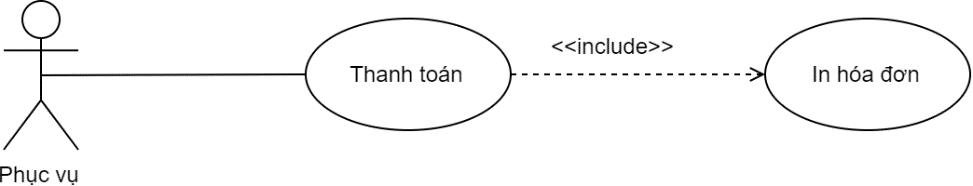 <<include>>
Thanh toán
In hóa đơn
Phục vụ